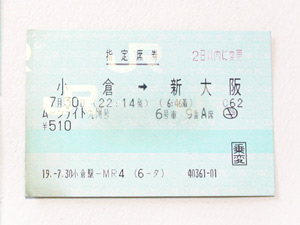 指定席券
小倉 → 新大阪
7月30日 (22:14発) (6:46着) C62
ムーンライト九州号 6号車 9番A席
¥510
乗変
19.-7.30小倉駅-MR4 (6-タ) 40361-01